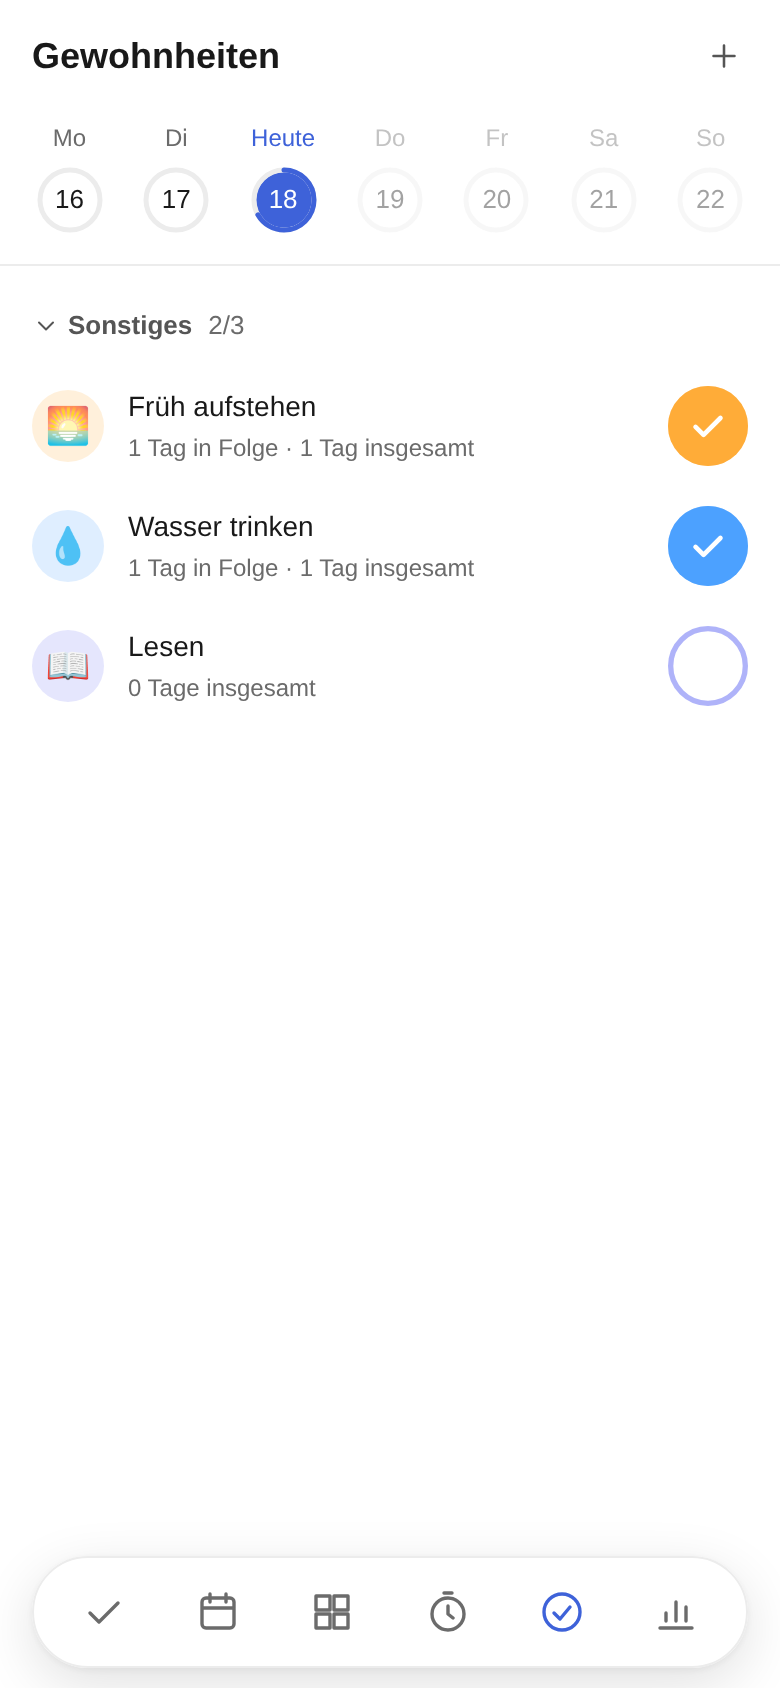 Gewohnheiten
Mo Di Heute Do Fr Sa So
16 17 18 19 20 21 22
Sonstiges 2/3
Früh aufstehen
1 Tag in Folge · 1 Tag insgesamt
Wasser trinken
1 Tag in Folge · 1 Tag insgesamt
Lesen
0 Tage insgesamt